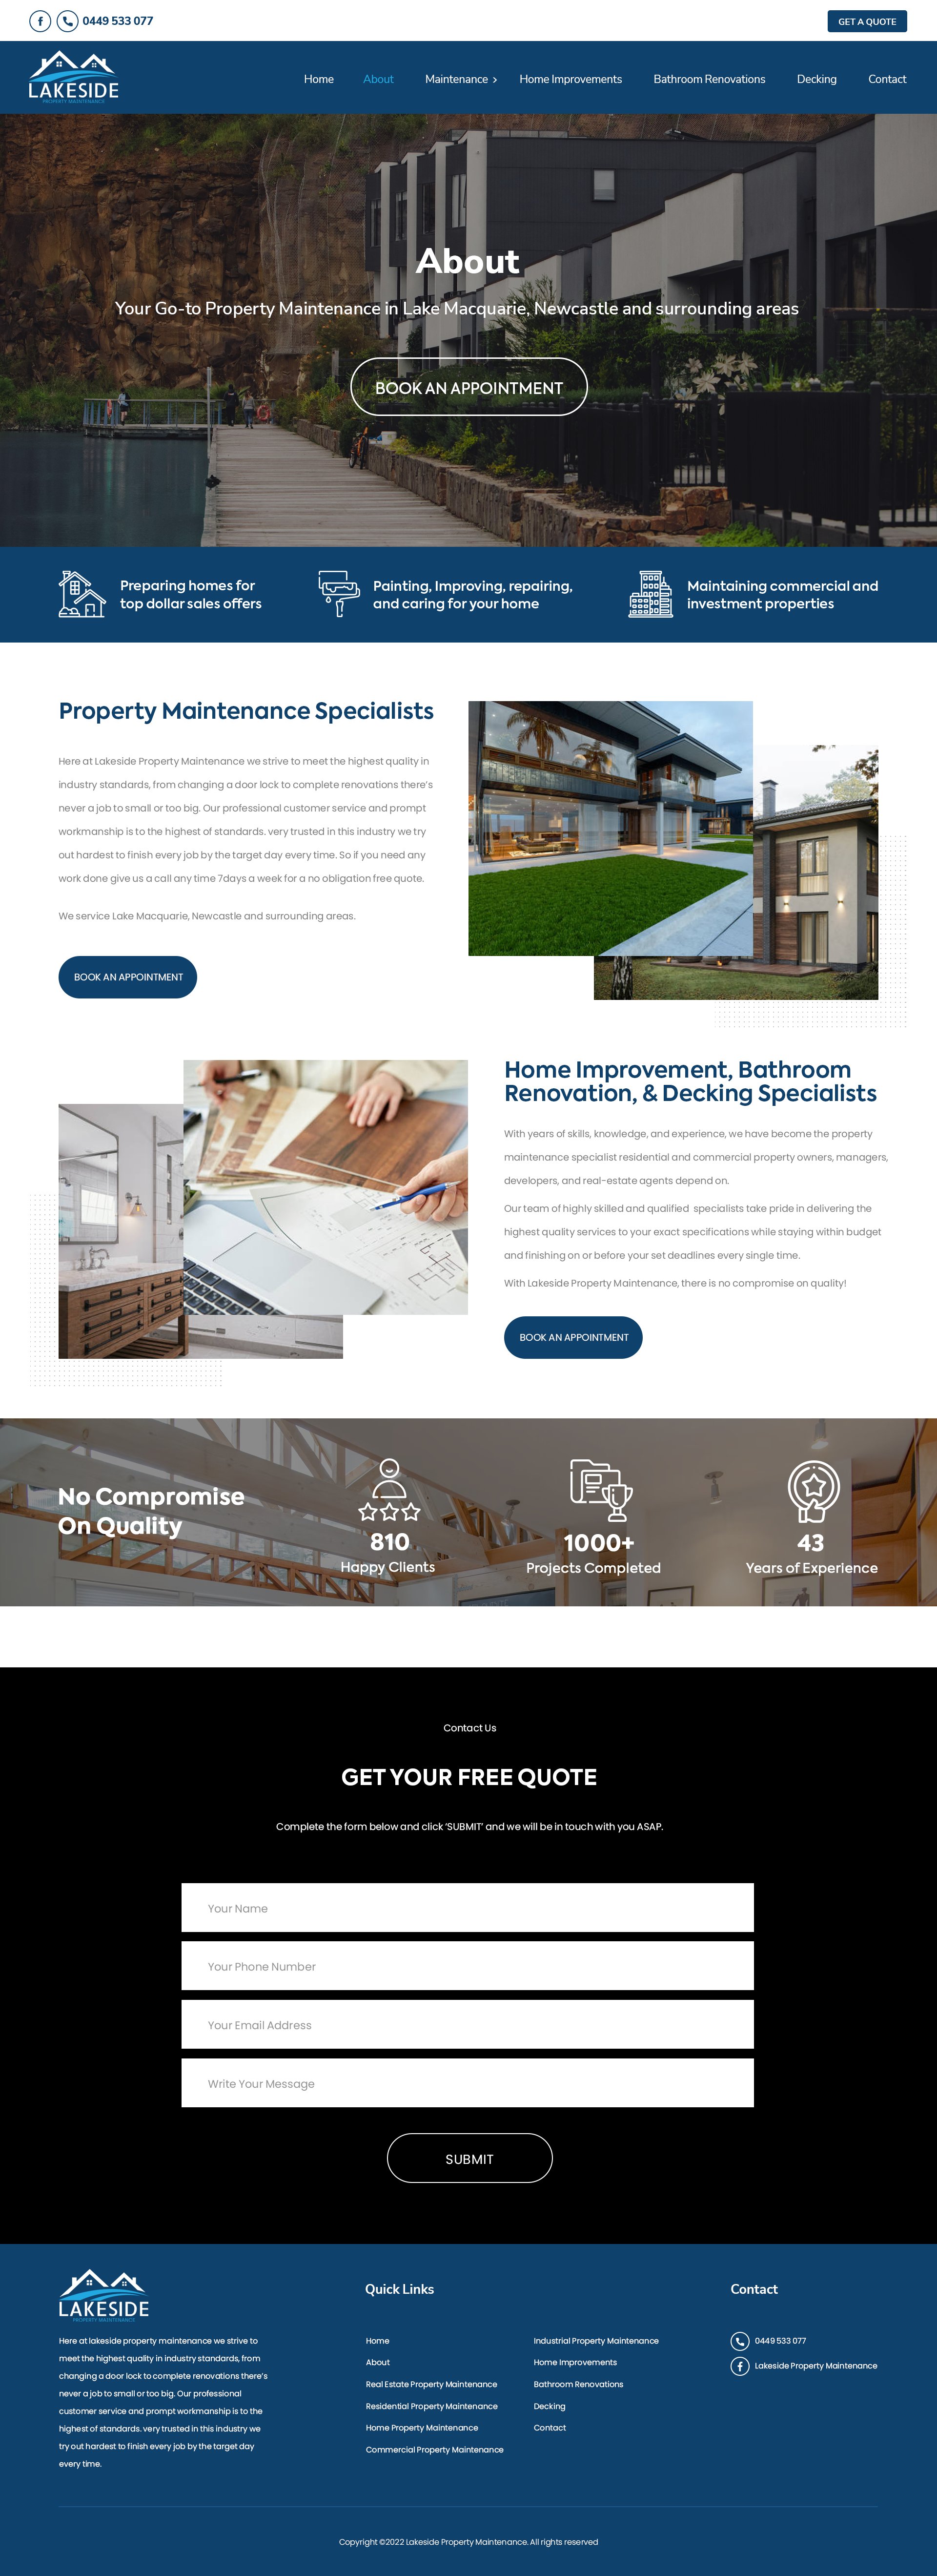 0449 533 077
GET A QUOTE
LAKESIDE
PROPERTY MAINTENANCE
Home About Maintenance Home Improvements Bathroom Renovations Decking Contact
About
Your Go-to Property Maintenance in Lake Macquarie, Newcastle and surrounding areas
BOOK AN APPOINTMENT
Preparing homes for
top dollar sales offers
Painting, Improving, repairing,
and caring for your home
Maintaining commercial and
investment properties
Property Maintenance Specialists
Here at Lakeside Property Maintenance we strive to meet the highest quality in
industry standards, from changing a door lock to complete renovations there's
never a job to small or too big. Our professional customer service and prompt
workmanship is to the highest of standards. very trusted in this industry we try
out hardest to finish every job by the target day every time. So if you need any
work done give us a call any time 7days a week for a no obligation free quote.
We service Lake Macquarie, Newcastle and surrounding areas.
BOOK AN APPOINTMENT
Home Improvement, Bathroom
Renovation, & Decking Specialists
With years of skills, knowledge, and experience, we have become the property
maintenance specialist residential and commercial property owners, managers,
developers, and real-estate agents depend on.
Our team of highly skilled and qualified specialists take pride in delivering the
highest quality services to your exact specifications while staying within budget
and finishing on or before your set deadlines every single time.
With Lakeside Property Maintenance, there is no compromise on quality!
BOOK AN APPOINTMENT
No Compromise
On Quality
810
Happy Clients
1000+
Projects Completed
43
Years of Experience
Contact Us
GET YOUR FREE QUOTE
Complete the form below and click 'SUBMIT' and we will be in touch with you ASAP.
Your Name
Your Phone Number
Your Email Address
Write Your Message
SUBMIT
LAKESIDE
PROPERTY MAINTENANCE
Here at lakeside property maintenance we strive to
meet the highest quality in industry standards, from
changing a door lock to complete renovations there's
never a job to small or too big. Our professional
customer service and prompt workmanship is to the
highest of standards. very trusted in this industry we
try out hardest to finish every job by the target day
every time.
Quick Links
Home
About
Real Estate Property Maintenance
Residential Property Maintenance
Home Property Maintenance
Commercial Property Maintenance
Industrial Property Maintenance
Home Improvements
Bathroom Renovations
Decking
Contact
Contact
0449 533 077
Lakeside Property Maintenance
Copyright ©2022 Lakeside Property Maintenance. All rights reserved